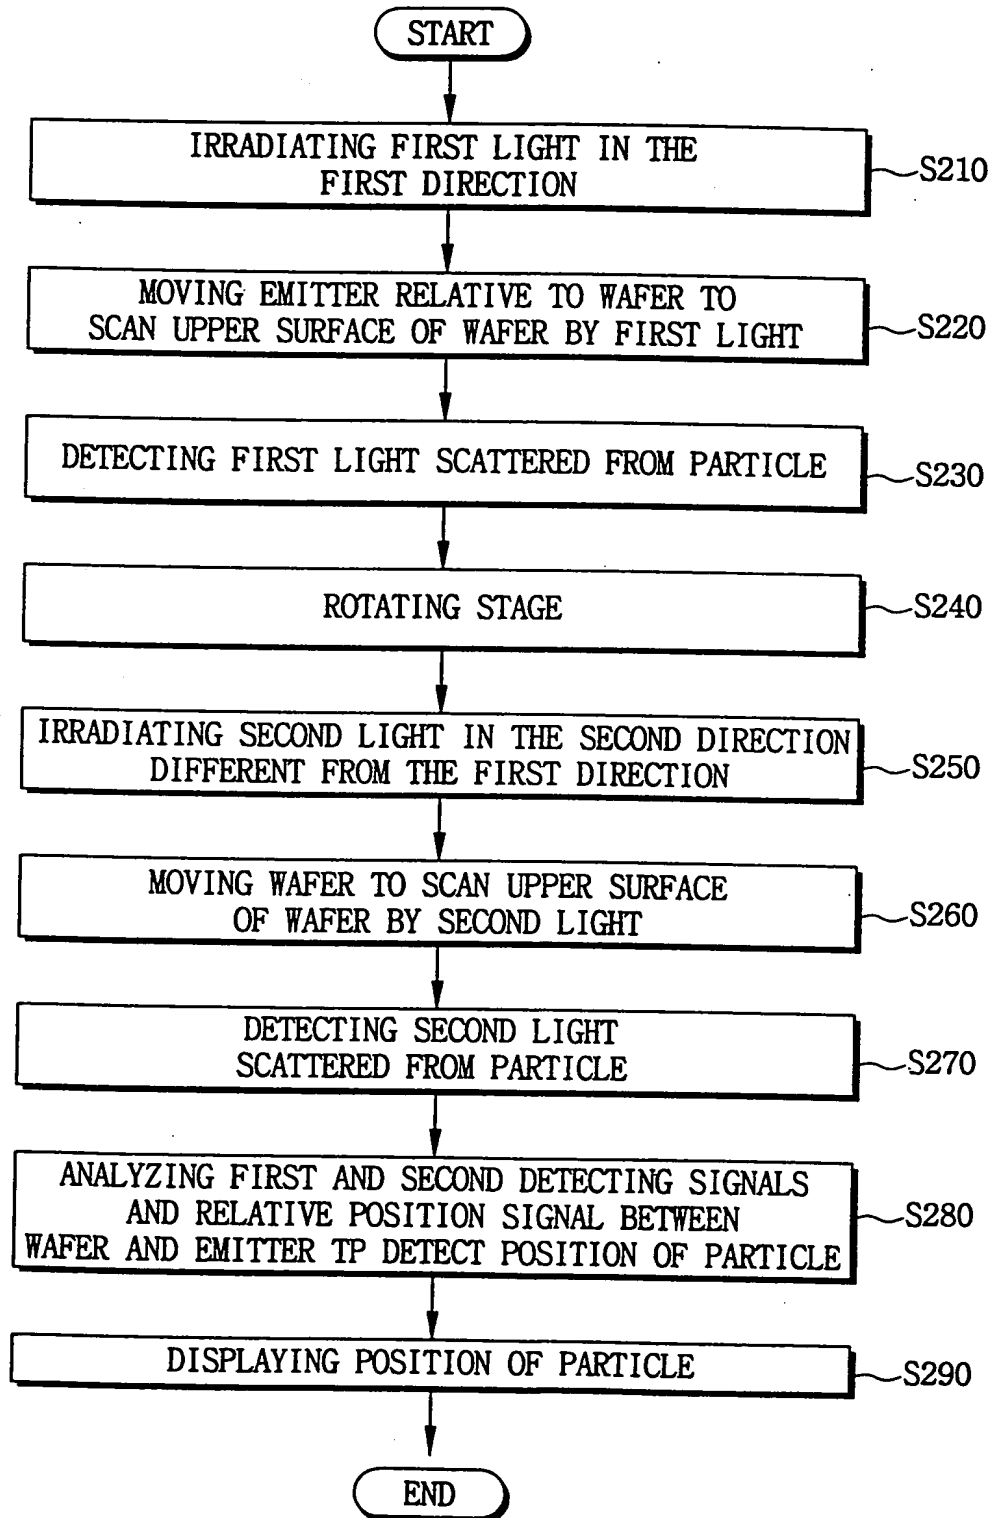 START
IRRADIATING FIRST LIGHT IN THE
FIRST DIRECTION
S210
MOVING EMITTER RELATIVE TO WAFER TO
SCAN UPPER SURFACE OF WAFER BY FIRST LIGHT
S220
DETECTING FIRST LIGHT SCATTERED FROM PARTICLE
S230
ROTATING STAGE
S240
IRRADIATING SECOND LIGHT IN THE SECOND DIRECTION
DIFFERENT FROM THE FIRST DIRECTION
S250
MOVING WAFER TO SCAN UPPER SURFACE
OF WAFER BY SECOND LIGHT
S260
DETECTING SECOND LIGHT
SCATTERED FROM PARTICLE
S270
ANALYZING FIRST AND SECOND DETECTING SIGNALS
AND RELATIVE POSITION SIGNAL BETWEEN
WAFER AND EMITTER TP DETECT POSITION OF PARTICLE
S280
DISPLAYING POSITION OF PARTICLE
S290
END